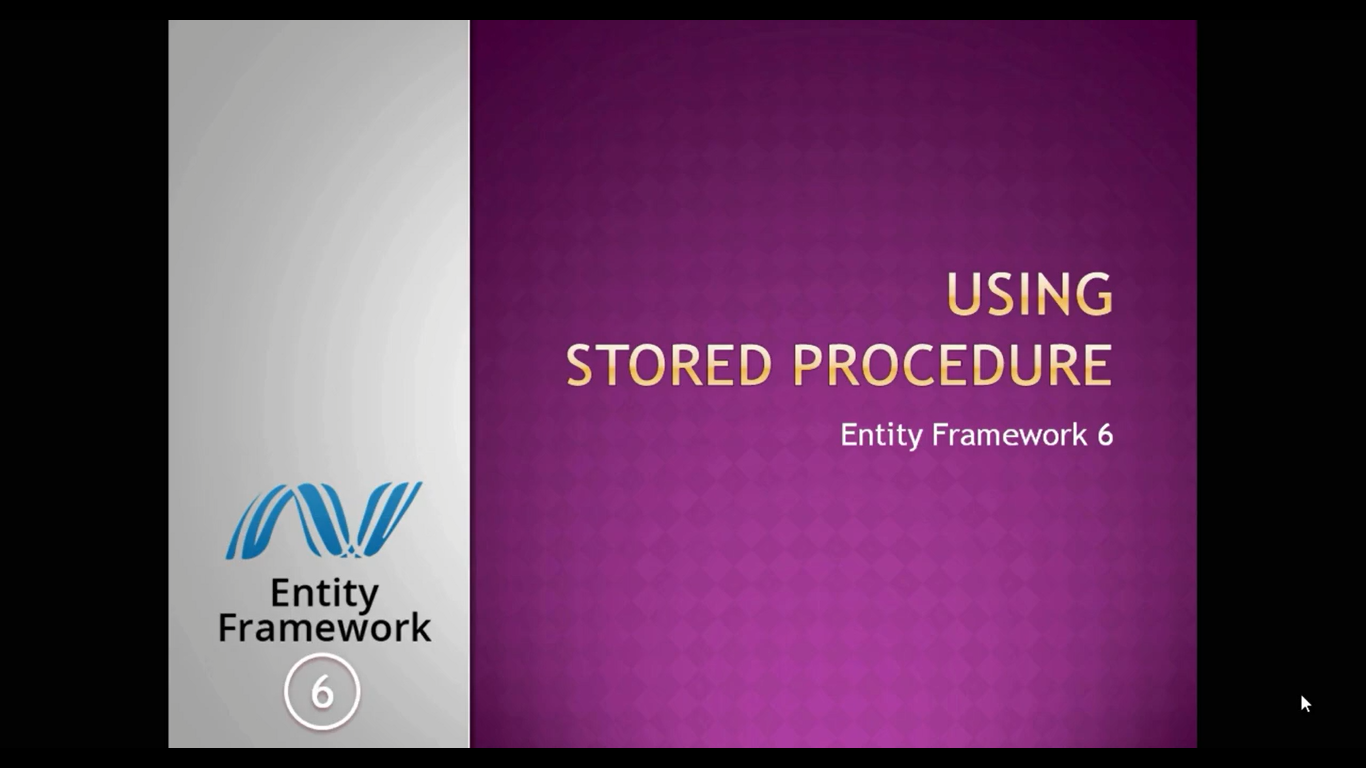 USING
STORED PROCEDURE
Entity Framework 6
Entity
Framework
6